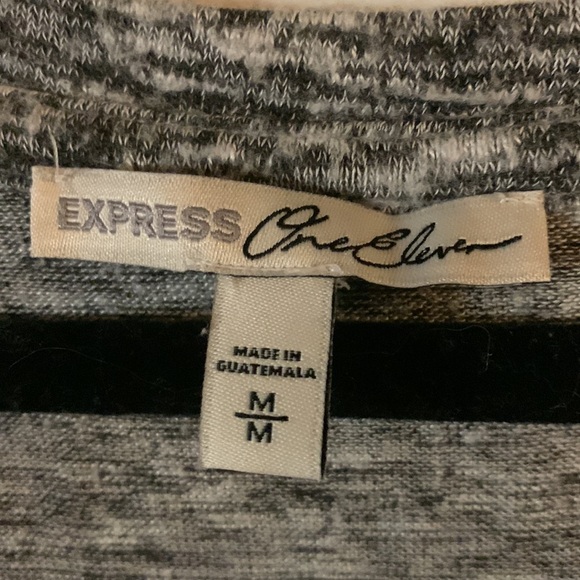 EXPRESS One Eleven
MADE IN
GUATEMALA
M
M